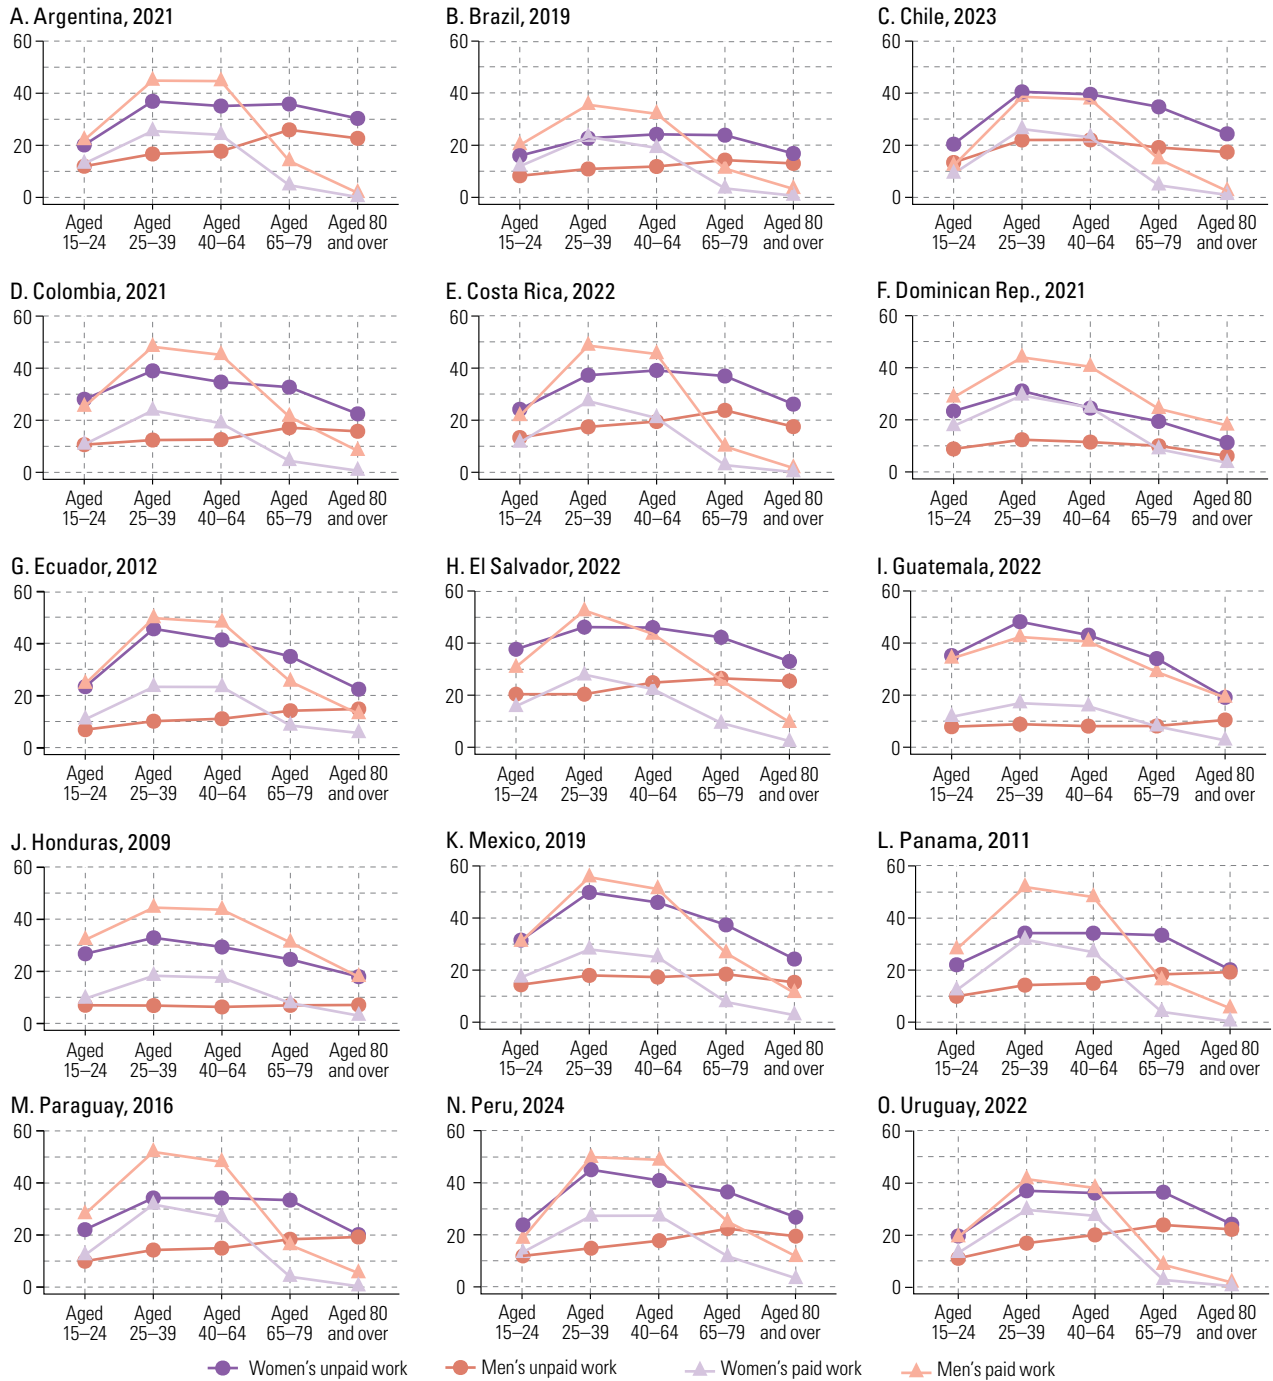 A. Argentina, 2021
60
40
20
0
Aged 15–24
Aged 25–39
Aged 40–64
Aged 65–79
Aged 80 and over
B. Brazil, 2019
60
40
20
0
Aged 15–24
Aged 25–39
Aged 40–64
Aged 65–79
Aged 80 and over
C. Chile, 2023
60
40
20
0
Aged 15–24
Aged 25–39
Aged 40–64
Aged 65–79
Aged 80 and over
D. Colombia, 2021
60
40
20
0
Aged 15–24
Aged 25–39
Aged 40–64
Aged 65–79
Aged 80 and over
E. Costa Rica, 2022
60
40
20
0
Aged 15–24
Aged 25–39
Aged 40–64
Aged 65–79
Aged 80 and over
F. Dominican Rep., 2021
60
40
20
0
Aged 15–24
Aged 25–39
Aged 40–64
Aged 65–79
Aged 80 and over
G. Ecuador, 2012
60
40
20
0
Aged 15–24
Aged 25–39
Aged 40–64
Aged 65–79
Aged 80 and over
H. El Salvador, 2022
60
40
20
0
Aged 15–24
Aged 25–39
Aged 40–64
Aged 65–79
Aged 80 and over
I. Guatemala, 2022
60
40
20
0
Aged 15–24
Aged 25–39
Aged 40–64
Aged 65–79
Aged 80 and over
J. Honduras, 2009
60
40
20
0
Aged 15–24
Aged 25–39
Aged 40–64
Aged 65–79
Aged 80 and over
K. Mexico, 2019
60
40
20
0
Aged 15–24
Aged 25–39
Aged 40–64
Aged 65–79
Aged 80 and over
L. Panama, 2011
60
40
20
0
Aged 15–24
Aged 25–39
Aged 40–64
Aged 65–79
Aged 80 and over
M. Paraguay, 2016
60
40
20
0
Aged 15–24
Aged 25–39
Aged 40–64
Aged 65–79
Aged 80 and over
N. Peru, 2024
60
40
20
0
Aged 15–24
Aged 25–39
Aged 40–64
Aged 65–79
Aged 80 and over
O. Uruguay, 2022
60
40
20
0
Aged 15–24
Aged 25–39
Aged 40–64
Aged 65–79
Aged 80 and over
Women's unpaid work
Men's unpaid work
Women's paid work
Men's paid work